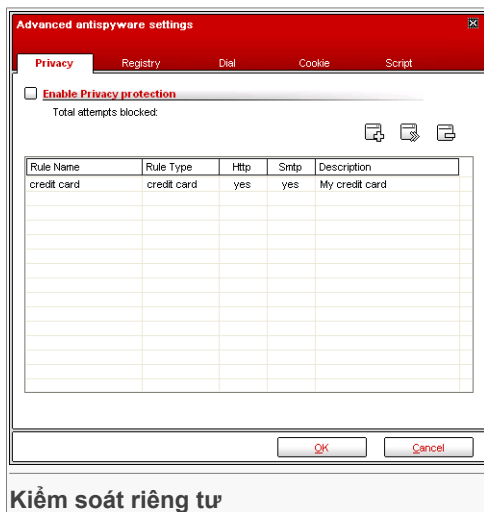 Advanced antispyware settings
Privacy Registry Dial Cookie Script
Enable Privacy protection
Total attempts blocked:
Rule Name Rule Type Http Smtp Description
credit card credit card yes yes My credit card
OK Cancel
Kiểm soát riêng tư